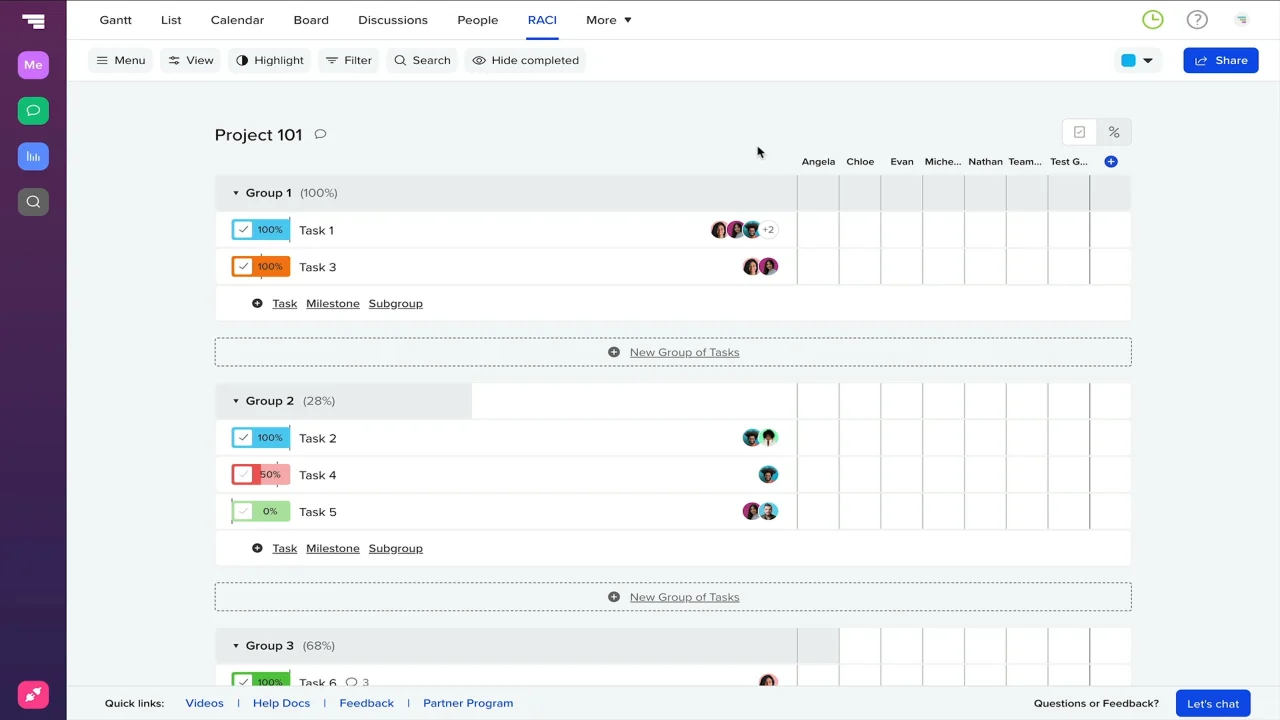 Gantt List Calendar Board Discussions People RACI More
Me
Menu View Highlight Filter Search Hide completed Share
Project 101
%
Angela Chloe Evan Miche... Nathan Team... Test G...
Group 1 (100%)
100% Task 1 +2
100% Task 3
Task Milestone Subgroup
New Group of Tasks
Group 2 (28%)
100% Task 2
50% Task 4
0% Task 5
Task Milestone Subgroup
New Group of Tasks
Group 3 (68%)
100% Task 6 3
Quick links: Videos | Help Docs | Feedback | Partner Program Questions or Feedback? Let's chat